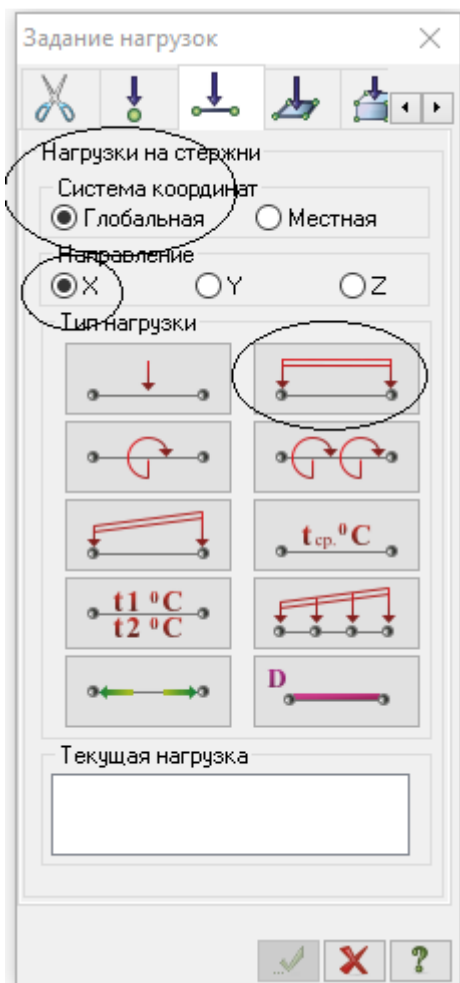 Задание нагрузок
Нагрузки на стержни
Система координат
Глобальная Местная
Направление
X Y Z
Тип нагрузки
tср.⁰C
t1 ⁰C
t2 ⁰C
D
Текущая нагрузка
?